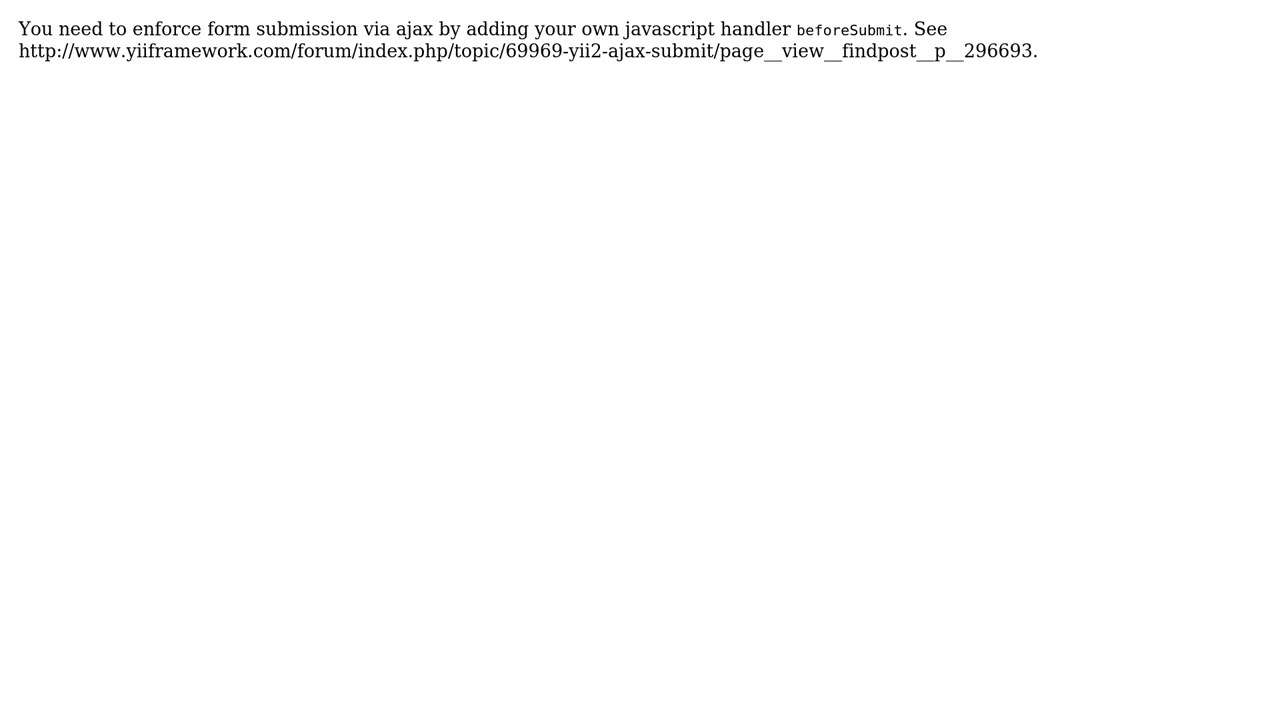 You need to enforce form submission via ajax by adding your own javascript handler beforeSubmit. See
http://www.yiiframework.com/forum/index.php/topic/69969-yii2-ajax-submit/page__view__findpost__p__296693.